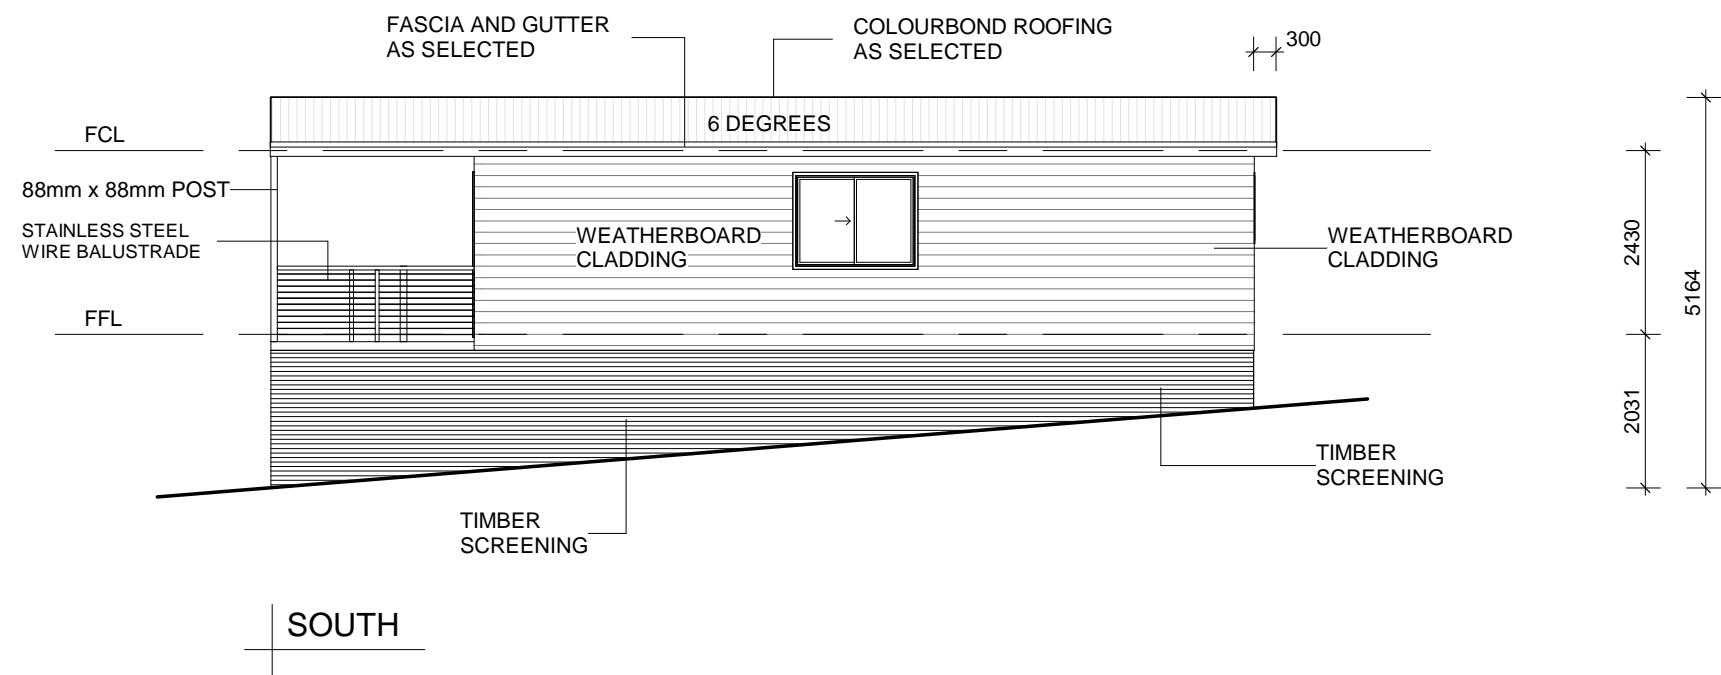 FASCIA AND GUTTER
AS SELECTED
COLOURBOND ROOFING
AS SELECTED
300
6 DEGREES
FCL
88mm x 88mm POST
STAINLESS STEEL
WIRE BALUSTRADE
WEATHERBOARD
CLADDING
WEATHERBOARD
CLADDING
2430
5164
FFL
2031
TIMBER
SCREENING
TIMBER
SCREENING
SOUTH